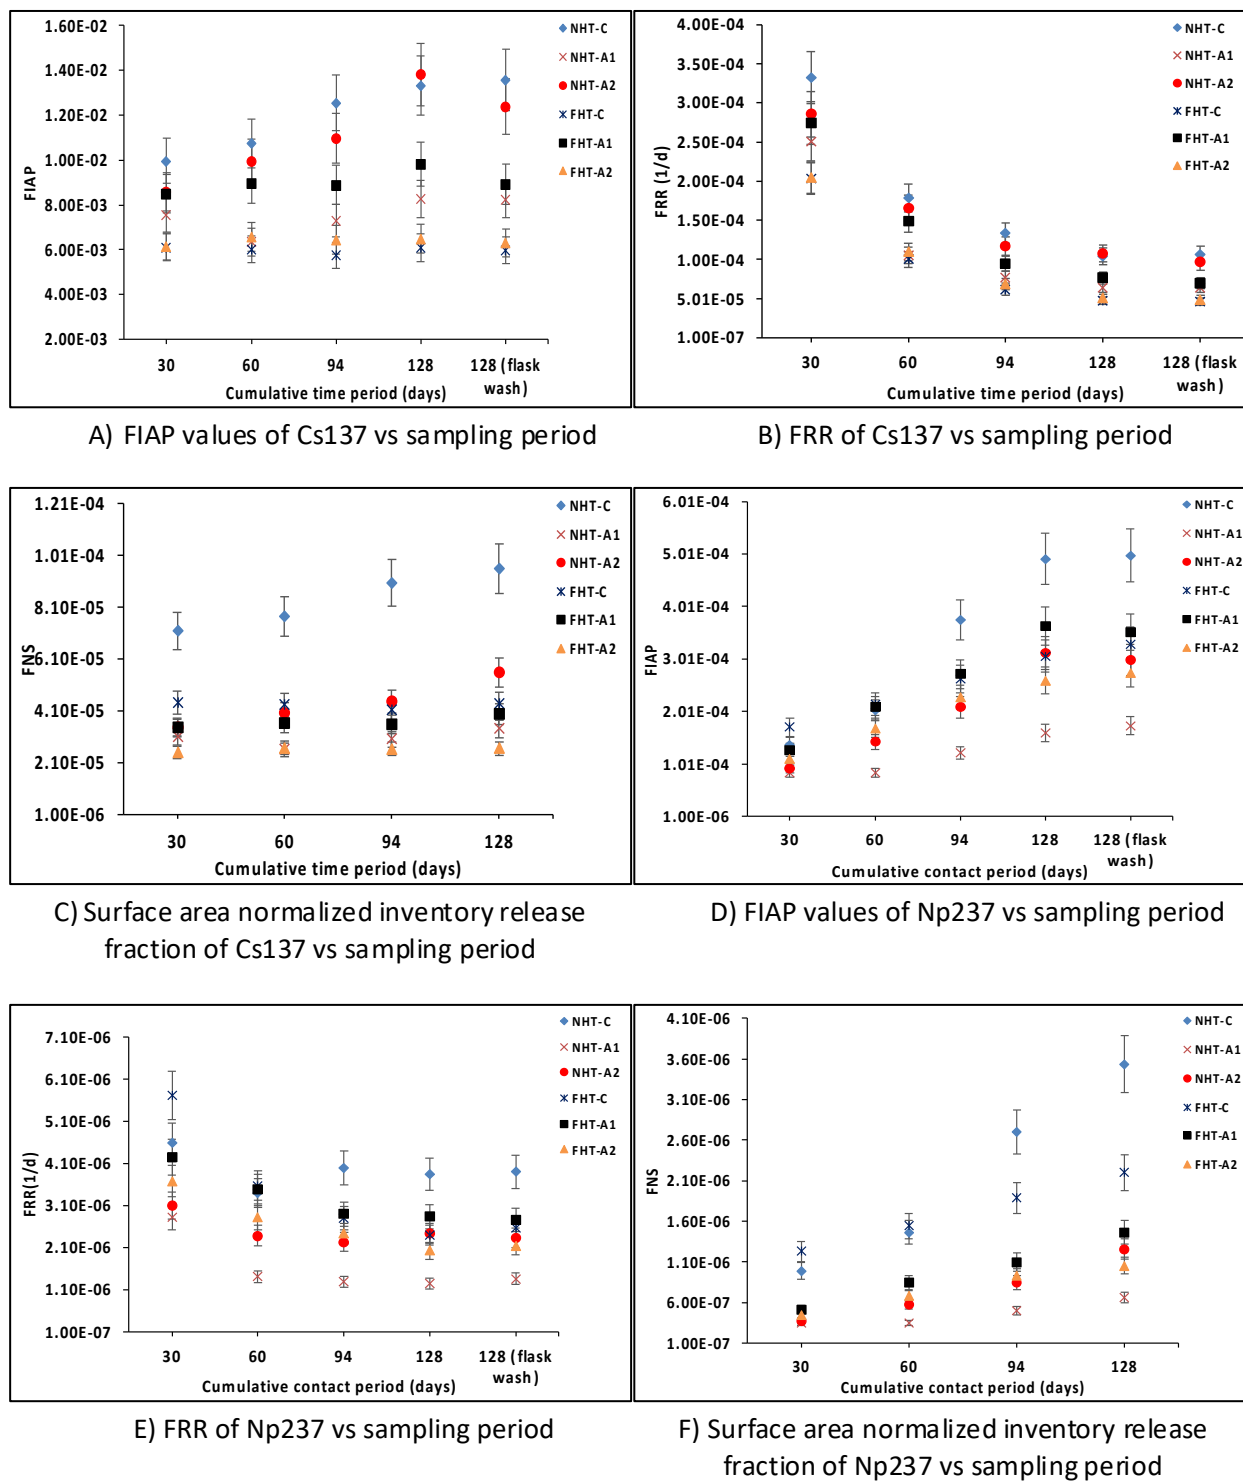 1.60E-02
1.40E-02
1.20E-02
1.00E-02
8.00E-03
6.00E-03
4.00E-03
2.00E-03
FIAP
30 60 94 128 128 (flask
wash)
Cumulative time period (days)
NHT-C
NHT-A1
NHT-A2
FHT-C
FHT-A1
FHT-A2
A) FIAP values of Cs137 vs sampling period
4.00E-04
3.50E-04
3.00E-04
2.50E-04
2.00E-04
1.50E-04
1.00E-04
5.01E-05
1.00E-07
FRR (1/d)
30 60 94 128 128 (flask
wash)
Cumulative time period (days)
NHT-C
NHT-A1
NHT-A2
FHT-C
FHT-A1
FHT-A2
B) FRR of Cs137 vs sampling period
1.21E-04
1.01E-04
8.10E-05
6.10E-05
4.10E-05
2.10E-05
1.00E-06
FNS
30 60 94 128
Cumulative time period (days)
NHT-C
NHT-A1
NHT-A2
FHT-C
FHT-A1
FHT-A2
C) Surface area normalized inventory release
fraction of Cs137 vs sampling period
6.01E-04
5.01E-04
4.01E-04
3.01E-04
2.01E-04
1.01E-04
1.00E-06
FIAP
30 60 94 128 128 (flask
wash)
Cumulative contact period (days)
NHT-C
NHT-A1
NHT-A2
FHT-C
FHT-A1
FHT-A2
D) FIAP values of Np237 vs sampling period
7.10E-06
6.10E-06
5.10E-06
4.10E-06
3.10E-06
2.10E-06
1.10E-06
1.00E-07
FRR(1/d)
30 60 94 128 128 (flask
wash)
Cumulative contact period (days)
NHT-C
NHT-A1
NHT-A2
FHT-C
FHT-A1
FHT-A2
E) FRR of Np237 vs sampling period
4.10E-06
3.60E-06
3.10E-06
2.60E-06
2.10E-06
1.60E-06
1.10E-06
6.00E-07
1.00E-07
FNS
30 60 94 128
Cumulative contact period (days)
NHT-C
NHT-A1
NHT-A2
FHT-C
FHT-A1
FHT-A2
F) Surface area normalized inventory release
fraction of Np237 vs sampling period